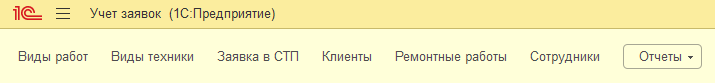 1С Учет заявок (1С:Предприятие)
Виды работ Виды техники Заявка в СТП Клиенты Ремонтные работы Сотрудники Отчеты